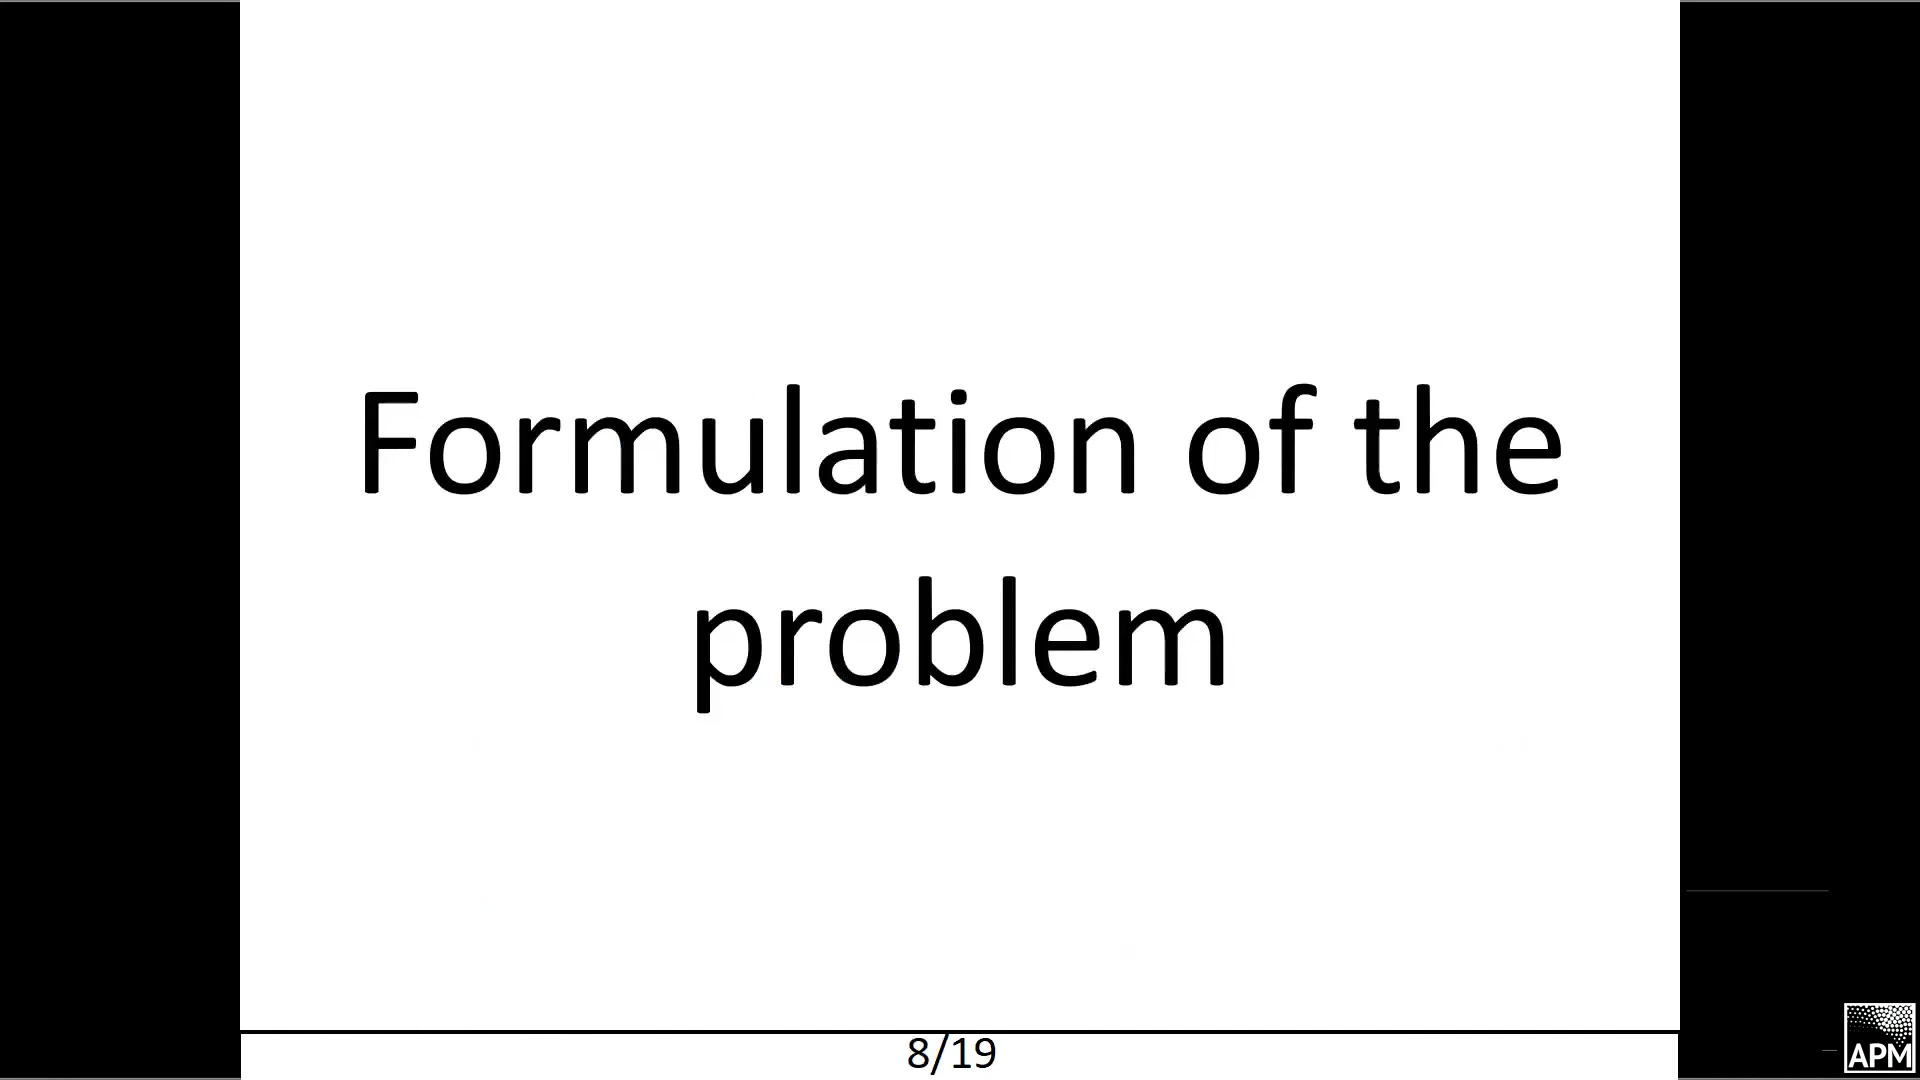 Formulation of the
problem
8/19
APM